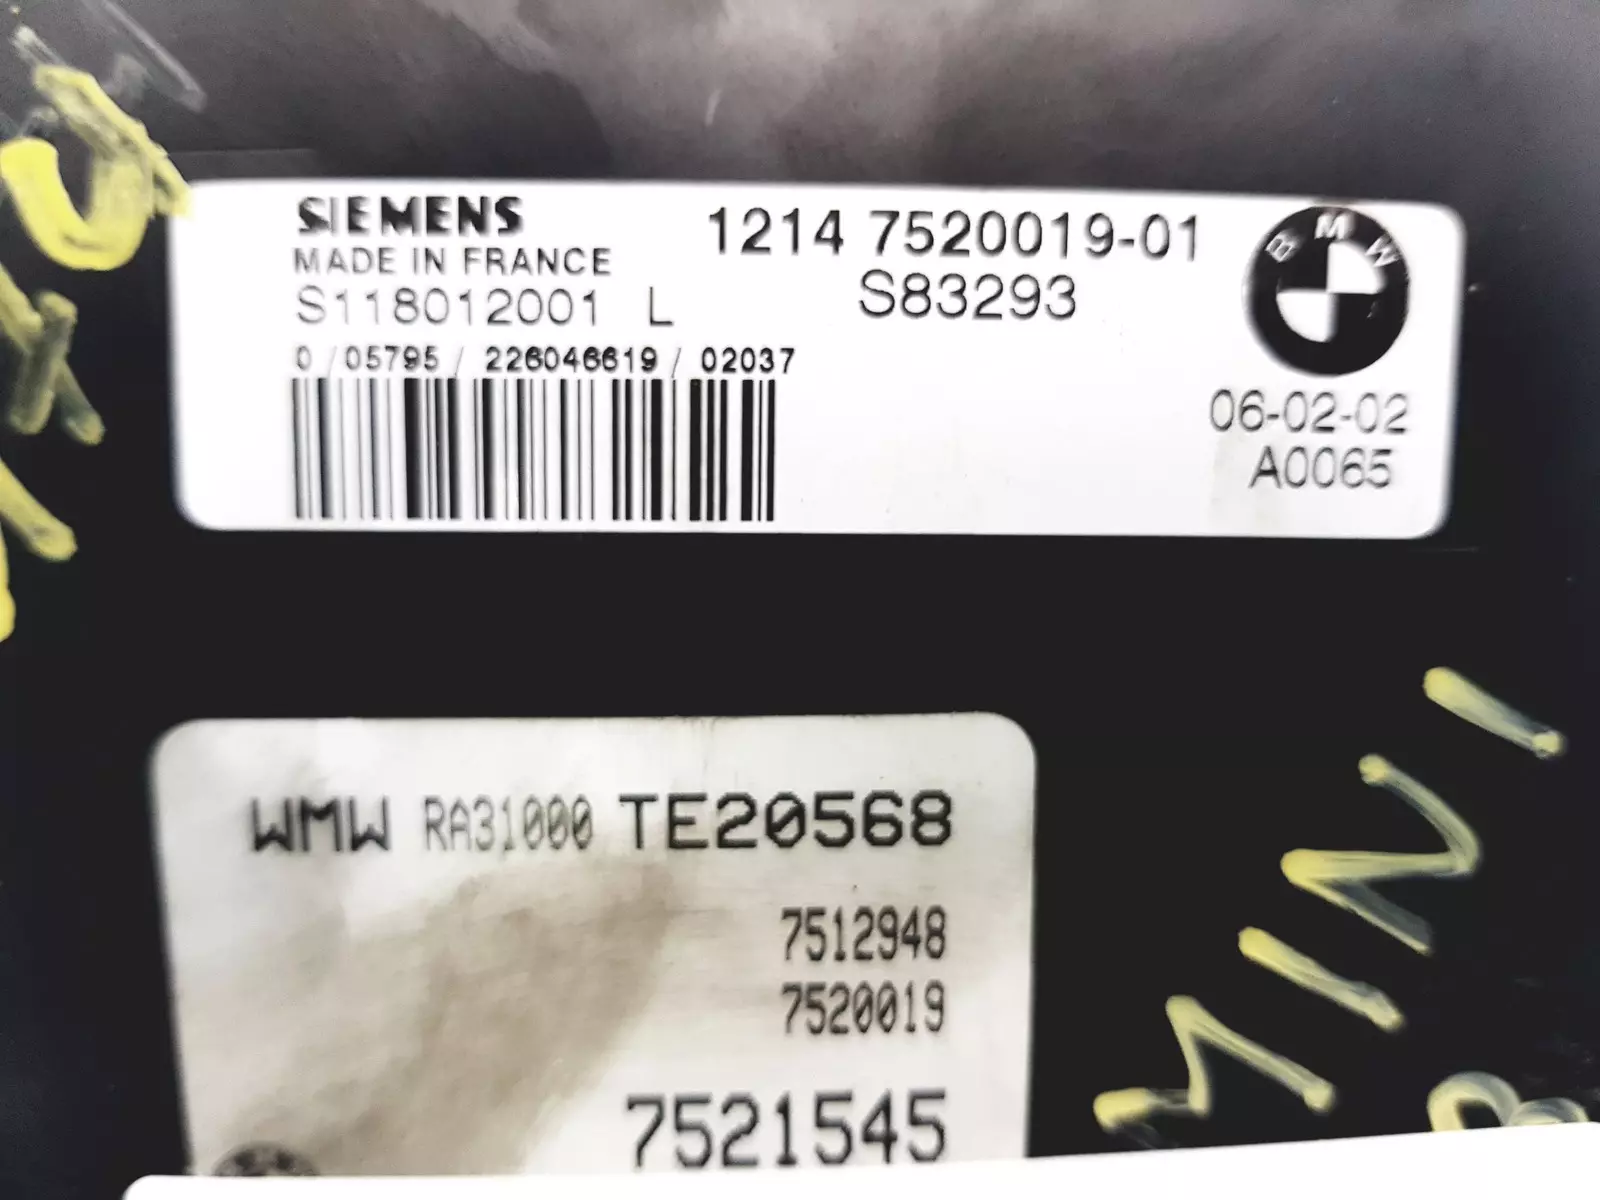 SIEMENS
MADE IN FRANCE
S118012001 L
0 / 05795 / 226046619 / 02037
1214 7520019-01
S83293
BMW
06-02-02
A0065
WMW RA31000 TE20568
7512948
7520019
7521545
MINI